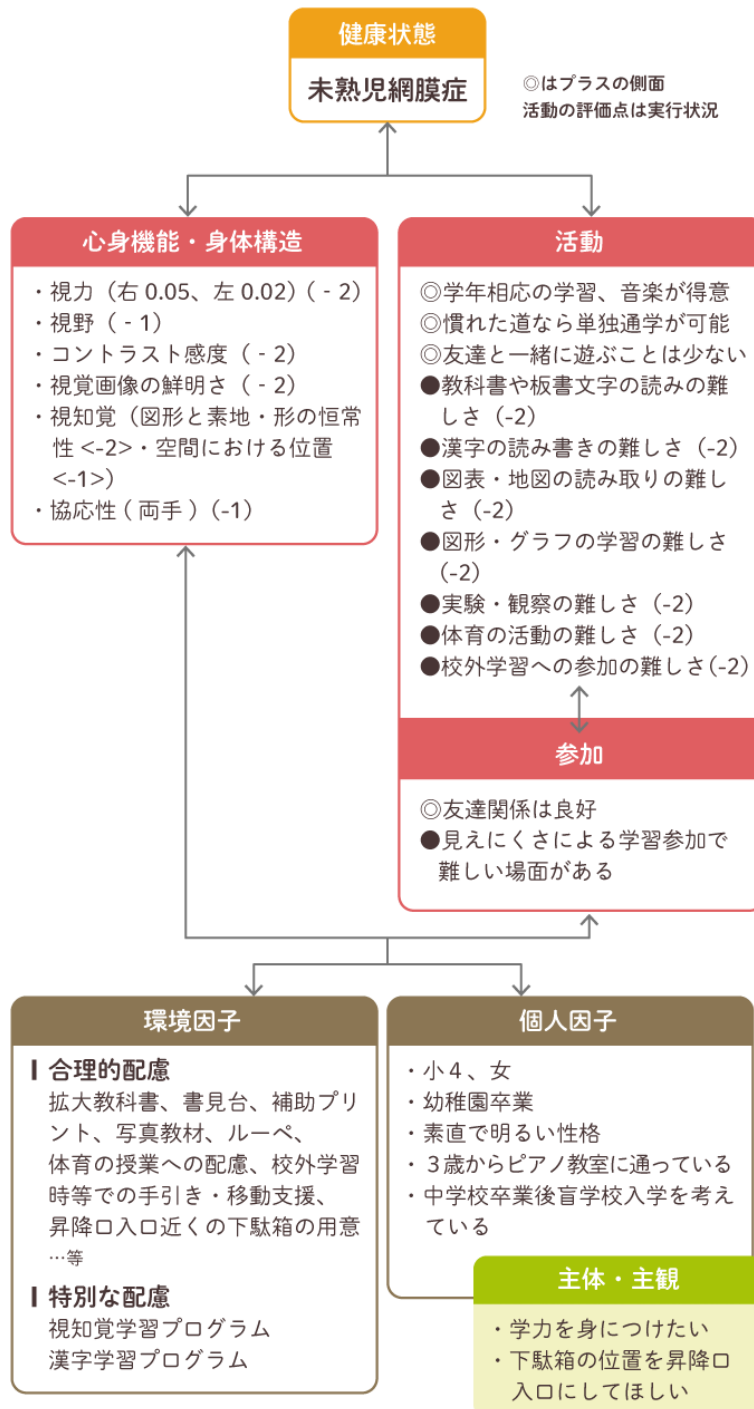 健康状態
未熟児網膜症
◎はプラスの側面
活動の評価点は実行状況
心身機能・身体構造
・視力（右 0.05、左 0.02）( - 2)
・視野（ - 1）
・コントラスト感度（ - 2）
・視覚画像の鮮明さ（ - 2）
・視知覚（図形と素地・形の恒常
性 <-2>・空間における位置
<-1>）
・協応性 ( 両手 ) (-1)
活動
◎学年相応の学習、音楽が得意
◎慣れた道なら単独通学が可能
◎友達と一緒に遊ぶことは少ない
●教科書や板書文字の読みの難
しさ（-2）
●漢字の読み書きの難しさ（-2）
●図表・地図の読み取りの難し
さ（-2）
●図形・グラフの学習の難しさ
(-2)
●実験・観察の難しさ（-2）
●体育の活動の難しさ（-2）
●校外学習への参加の難しさ(-2)
参加
◎友達関係は良好
●見えにくさによる学習参加で
難しい場面がある
環境因子
合理的配慮
拡大教科書、書見台、補助プリ
ント、写真教材、ルーペ、
体育の授業への配慮、校外学習
時等での手引き・移動支援、
昇降口入口近くの下駄箱の用意
…等
特別な配慮
視知覚学習プログラム
漢字学習プログラム
個人因子
・小４、女
・幼稚園卒業
・素直で明るい性格
・３歳からピアノ教室に通っている
・中学校卒業後盲学校入学を考え
ている
主体・主観
・学力を身につけたい
・下駄箱の位置を昇降口
入口にしてほしい